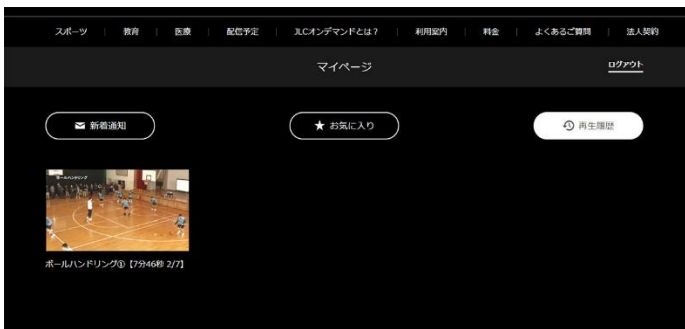 スポーツ | 教育 | 医療 | 配信予定 | JLCオンデマンドとは? | 利用案内 | 料金 | よくあるご質問 | 法人契約
マイページ ログアウト
新着通知 お気に入り 再生履歴
ボールハンドリング
ボールハンドリング①【7分46秒 2/7】